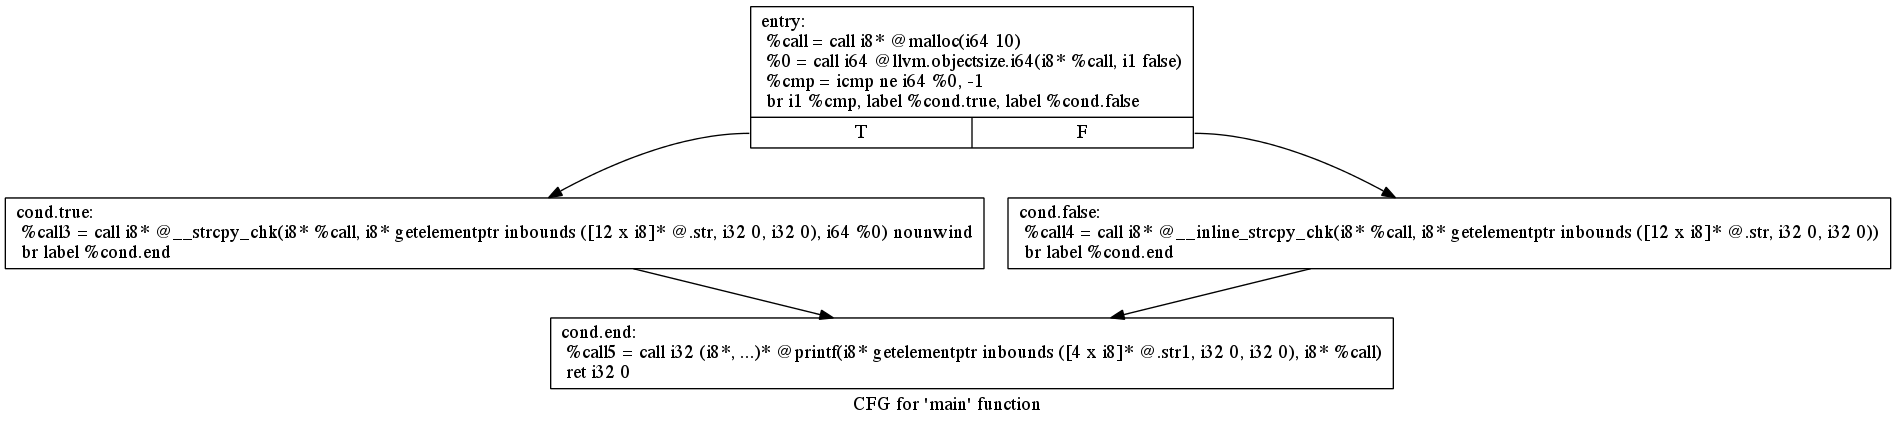 entry:
%call = call i8* @malloc(i64 10)
%0 = call i64 @llvm.objectsize.i64(i8* %call, i1 false)
%cmp = icmp ne i64 %0, -1
br i1 %cmp, label %cond.true, label %cond.false
T F
cond.true:
%call3 = call i8* @__strcpy_chk(i8* %call, i8* getelementptr inbounds ([12 x i8]* @.str, i32 0, i32 0), i64 %0) nounwind
br label %cond.end
cond.false:
%call4 = call i8* @__inline_strcpy_chk(i8* %call, i8* getelementptr inbounds ([12 x i8]* @.str, i32 0, i32 0))
br label %cond.end
cond.end:
%call5 = call i32 (i8*, ...)* @printf(i8* getelementptr inbounds ([4 x i8]* @.str1, i32 0, i32 0), i8* %call)
ret i32 0
CFG for 'main' function